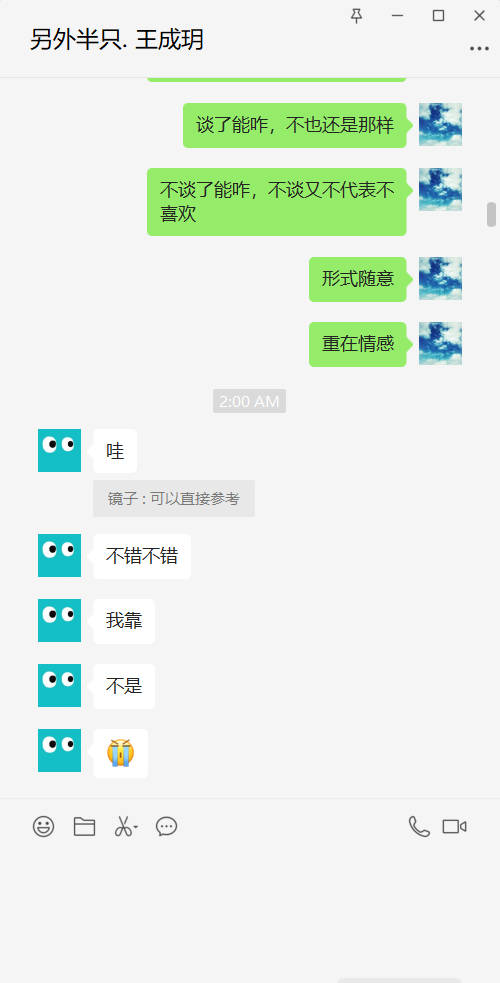 另外半只. 王成玥
谈了能咋，不也还是那样
不谈了能咋，不谈又不代表不
喜欢
形式随意
重在情感
2:00 AM
哇
镜子 : 可以直接参考
不错不错
我靠
不是